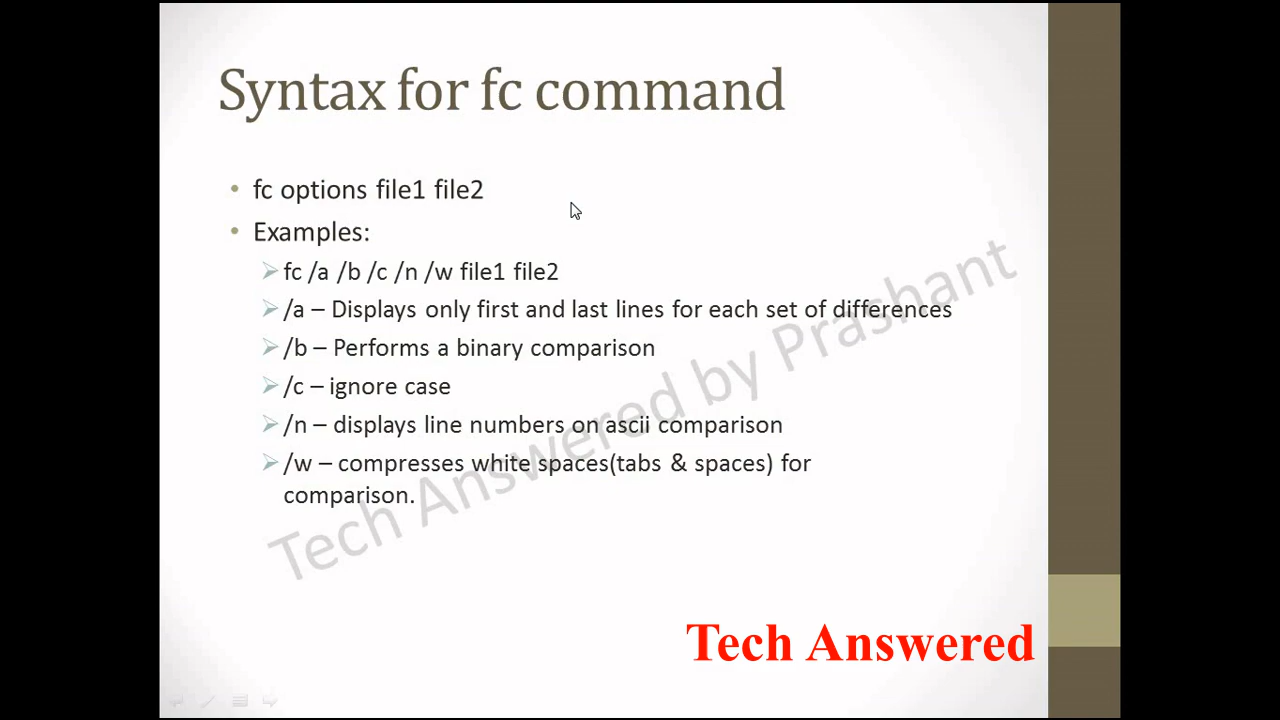 Syntax for fc command
• fc options file1 file2
• Examples:
➢ fc /a /b /c /n /w file1 file2
➢ /a – Displays only first and last lines for each set of differences
➢ /b – Performs a binary comparison
➢ /c – ignore case
➢ /n – displays line numbers on ascii comparison
➢ /w – compresses white spaces(tabs & spaces) for
comparison.
Tech Answered by Prashant
Tech Answered